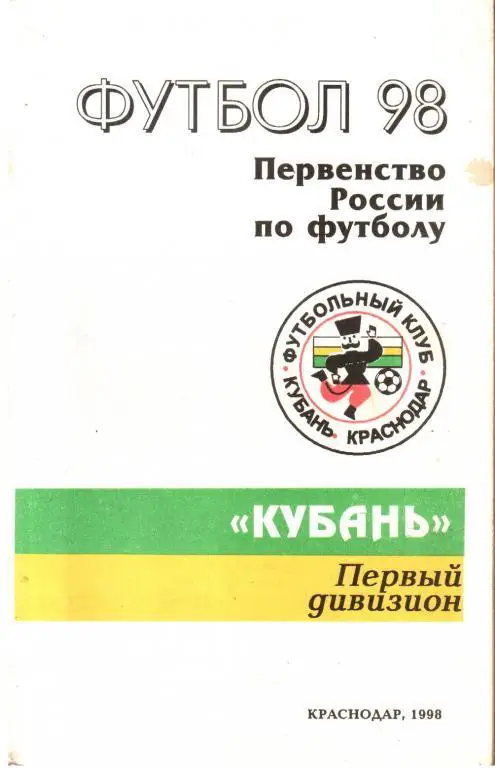 ФУТБОЛ 98
Первенство
России
по футболу
ФУТБОЛЬНЫЙ КЛУБ
КУБАНЬ КРАСНОДАР
«КУБАНЬ»
Первый
дивизион
КРАСНОДАР, 1998